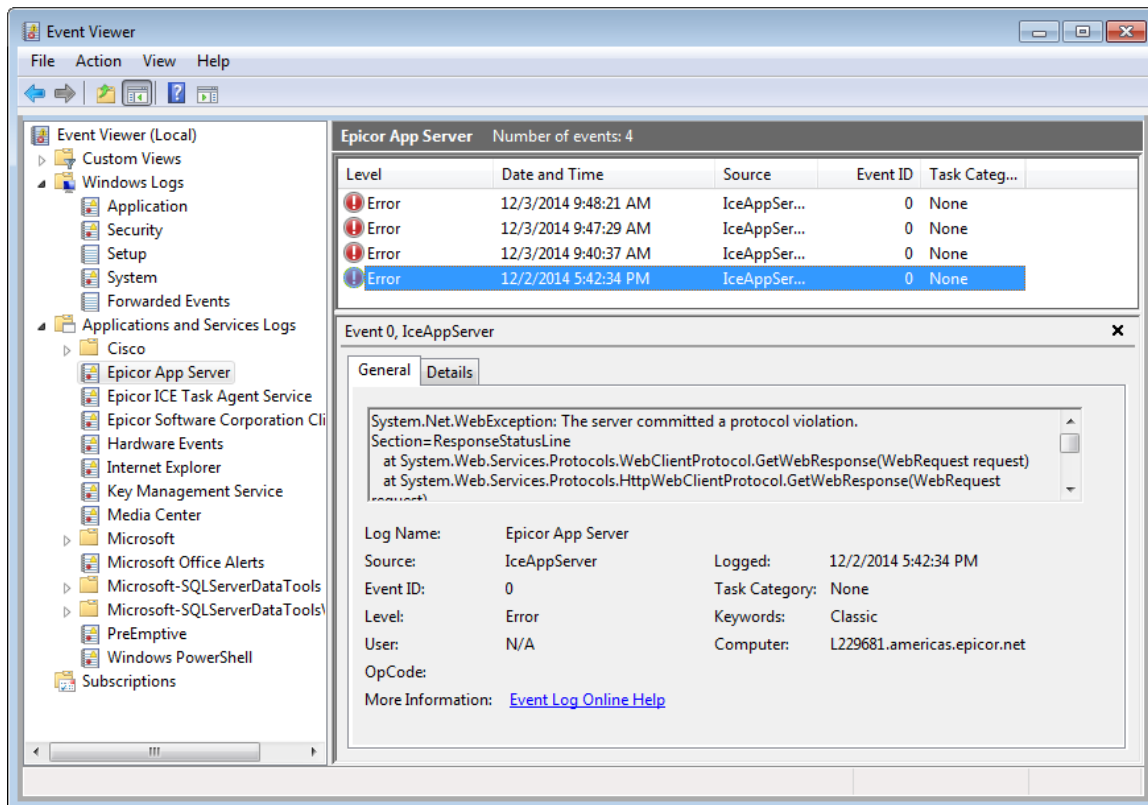 Event Viewer
File Action View Help
Event Viewer (Local)
Custom Views
Windows Logs
Application
Security
Setup
System
Forwarded Events
Applications and Services Logs
Cisco
Epicor App Server
Epicor ICE Task Agent Service
Epicor Software Corporation Cli
Hardware Events
Internet Explorer
Key Management Service
Media Center
Microsoft
Microsoft Office Alerts
Microsoft-SQLServerDataTools
Microsoft-SQLServerDataTools\
PreEmptive
Windows PowerShell
Subscriptions
Epicor App Server Number of events: 4
Level Date and Time Source Event ID Task Categ...
Error 12/3/2014 9:48:21 AM IceAppSer... 0 None
Error 12/3/2014 9:47:29 AM IceAppSer... 0 None
Error 12/3/2014 9:40:37 AM IceAppSer... 0 None
Error 12/2/2014 5:42:34 PM IceAppSer... 0 None
Event 0, IceAppServer
General Details
System.Net.WebException: The server committed a protocol violation.
Section=ResponseStatusLine
at System.Web.Services.Protocols.WebClientProtocol.GetWebResponse(WebRequest request)
at System.Web.Services.Protocols.HttpWebClientProtocol.GetWebResponse(WebRequest
request)
Log Name: Epicor App Server
Source: IceAppServer Logged: 12/2/2014 5:42:34 PM
Event ID: 0 Task Category: None
Level: Error Keywords: Classic
User: N/A Computer: L229681.americas.epicor.net
OpCode:
More Information: Event Log Online Help